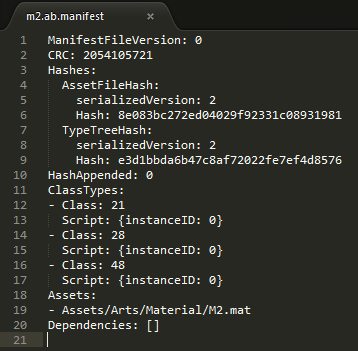 m2.ab.manifest ×
1 ManifestFileVersion: 0
2 CRC: 2054105721
3 Hashes:
4 AssetFileHash:
5 serializedVersion: 2
6 Hash: 8e083bc272ed04029f92331c08931981
7 TypeTreeHash:
8 serializedVersion: 2
9 Hash: e3d1bbda6b47c8af72022fe7ef4d8576
10 HashAppended: 0
11 ClassTypes:
12 - Class: 21
13 Script: {instanceID: 0}
14 - Class: 28
15 Script: {instanceID: 0}
16 - Class: 48
17 Script: {instanceID: 0}
18 Assets:
19 - Assets/Arts/Material/M2.mat
20 Dependencies: []
21